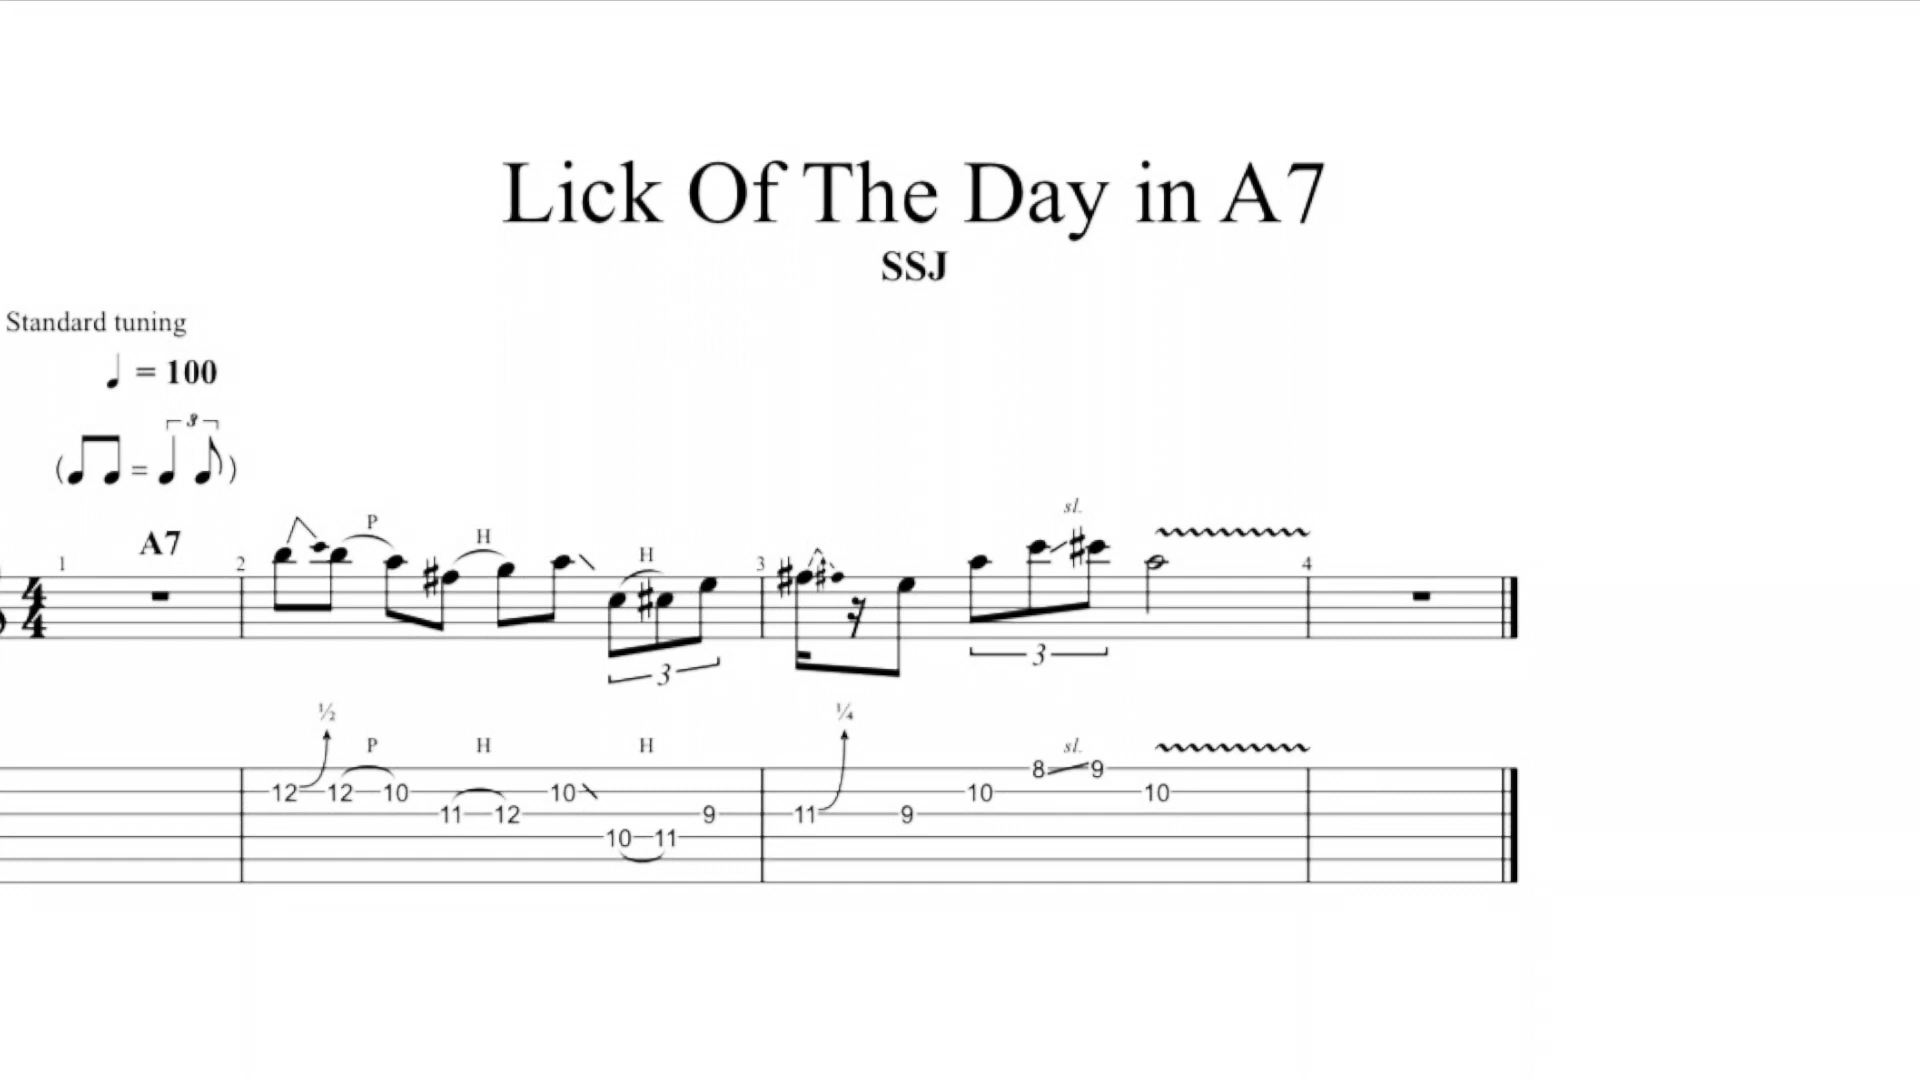 Lick Of The Day in A7
SSJ
Standard tuning
= 100
3
( = )
A7
1 2 3 4
P H H sl.
4
4
3 3
½ ¼
P H H sl.
8 9
12 12 10 10 10 10
11 12 9 11 9
10 11